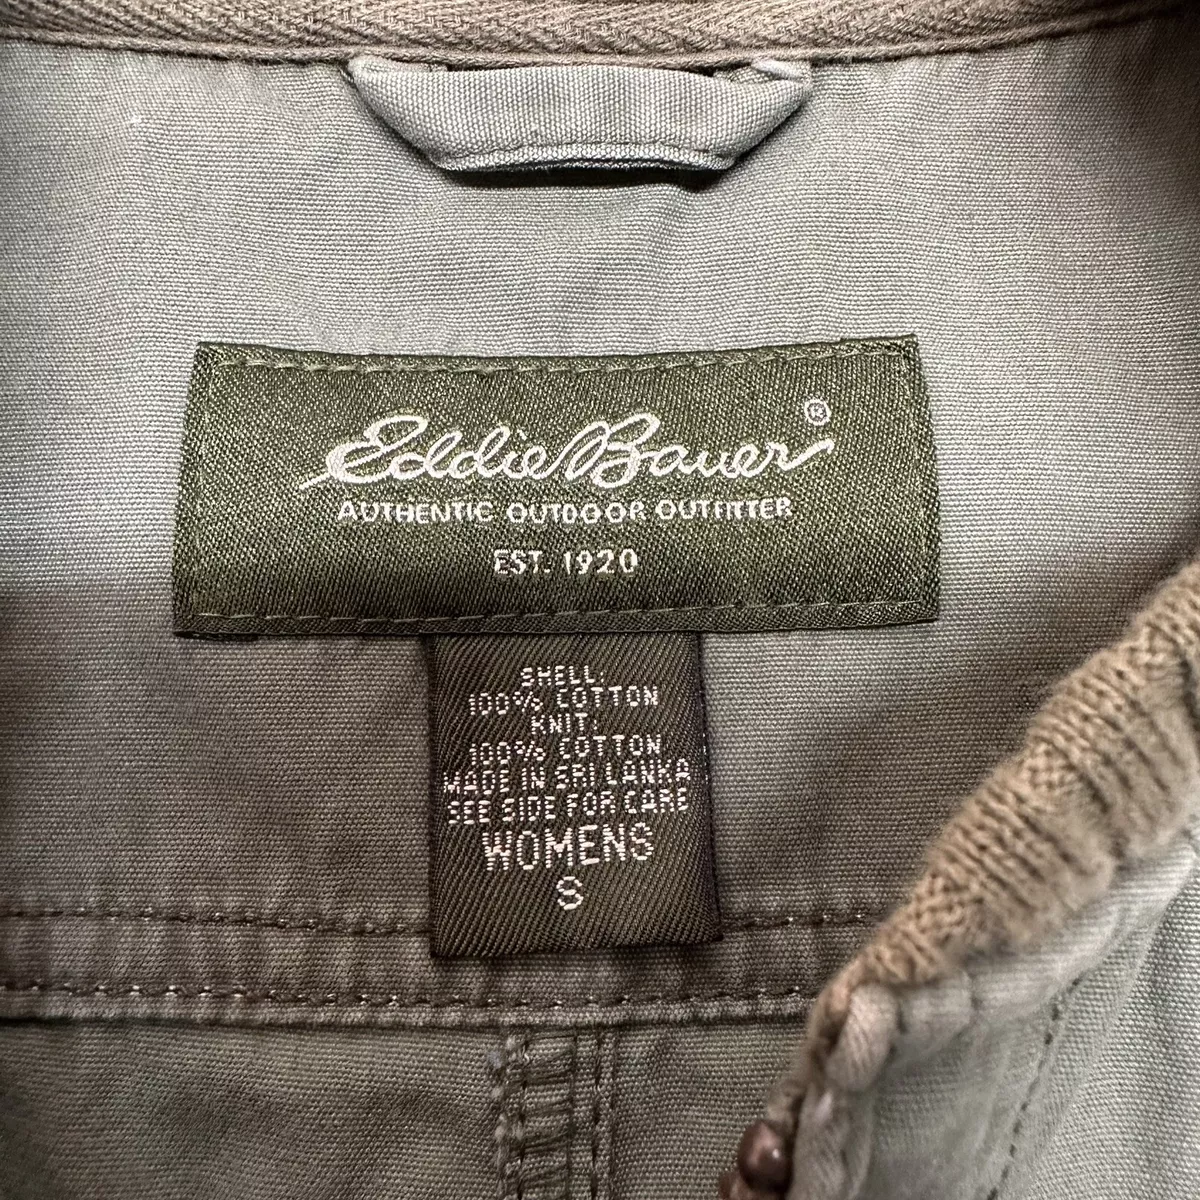 Eddie Bauer®
AUTHENTIC OUTDOOR OUTFITTER
EST. 1920
SHELL:
100% COTTON
KNIT:
100% COTTON
MADE IN SRI LANKA
SEE SIDE FOR CARE
WOMENS
S